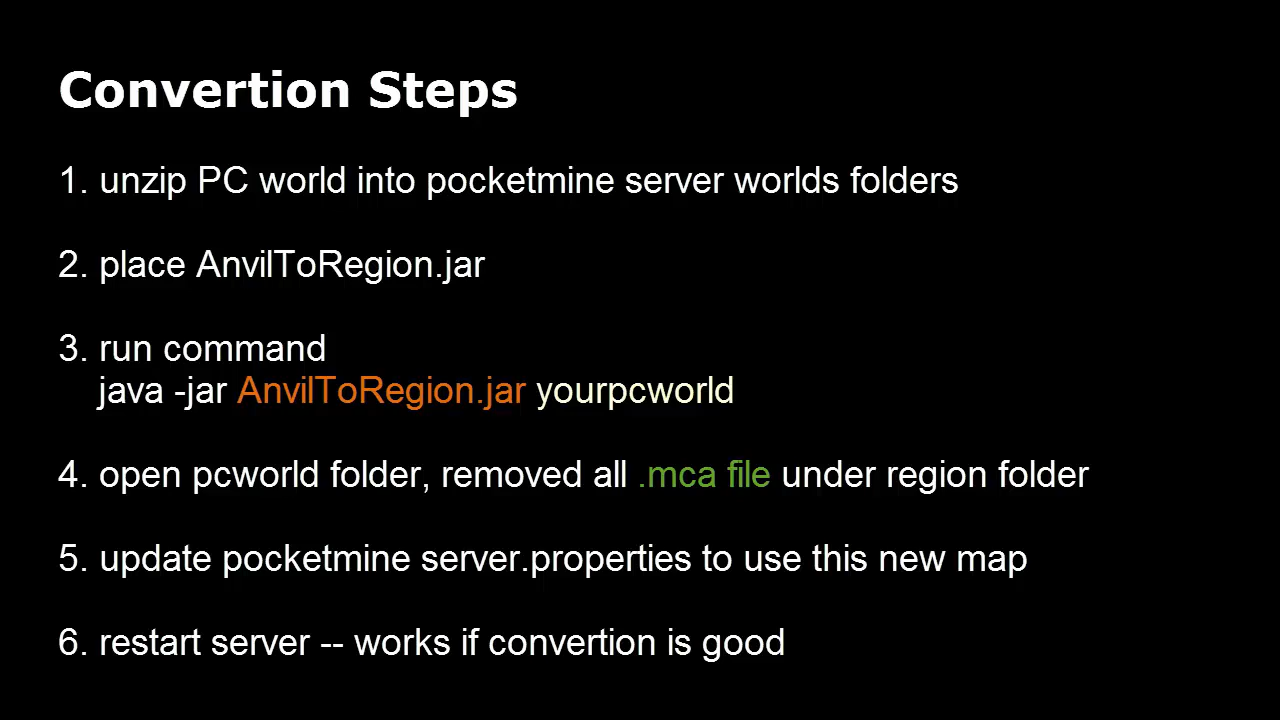 Convertion Steps
1. unzip PC world into pocketmine server worlds folders
2. place AnvilToRegion.jar
3. run command
java -jar AnvilToRegion.jar yourpcworld
4. open pcworld folder, removed all .mca file under region folder
5. update pocketmine server.properties to use this new map
6. restart server -- works if convertion is good